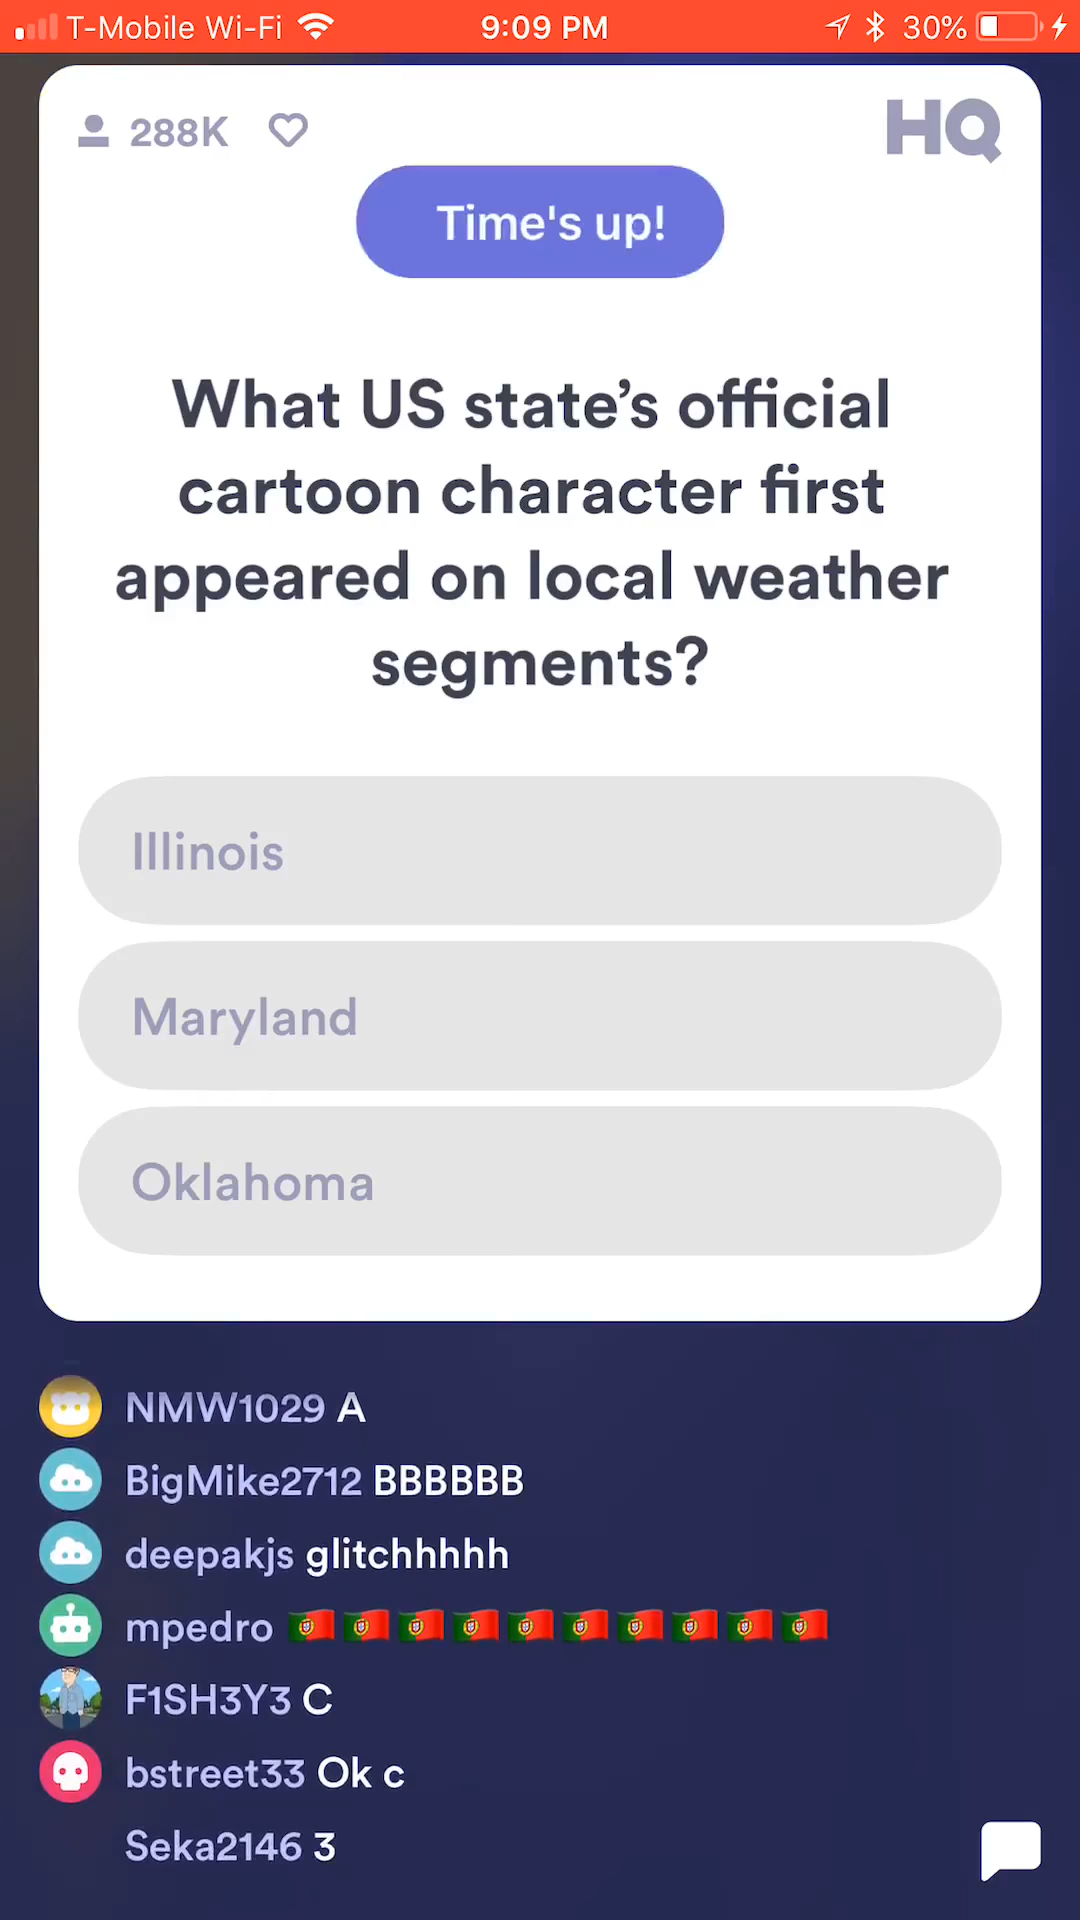 T-Mobile Wi-Fi 9:09 PM 30%
288K HQ
Time's up!
What US state’s official
cartoon character first
appeared on local weather
segments?
Illinois
Maryland
Oklahoma
NMW1029 A
BigMike2712 BBBBBB
deepakjs glitchhhhh
mpedro 🇵🇹🇵🇹🇵🇹🇵🇹🇵🇹🇵🇹🇵🇹🇵🇹🇵🇹🇵🇹
F1SH3Y3 C
bstreet33 Ok c
Seka2146 3